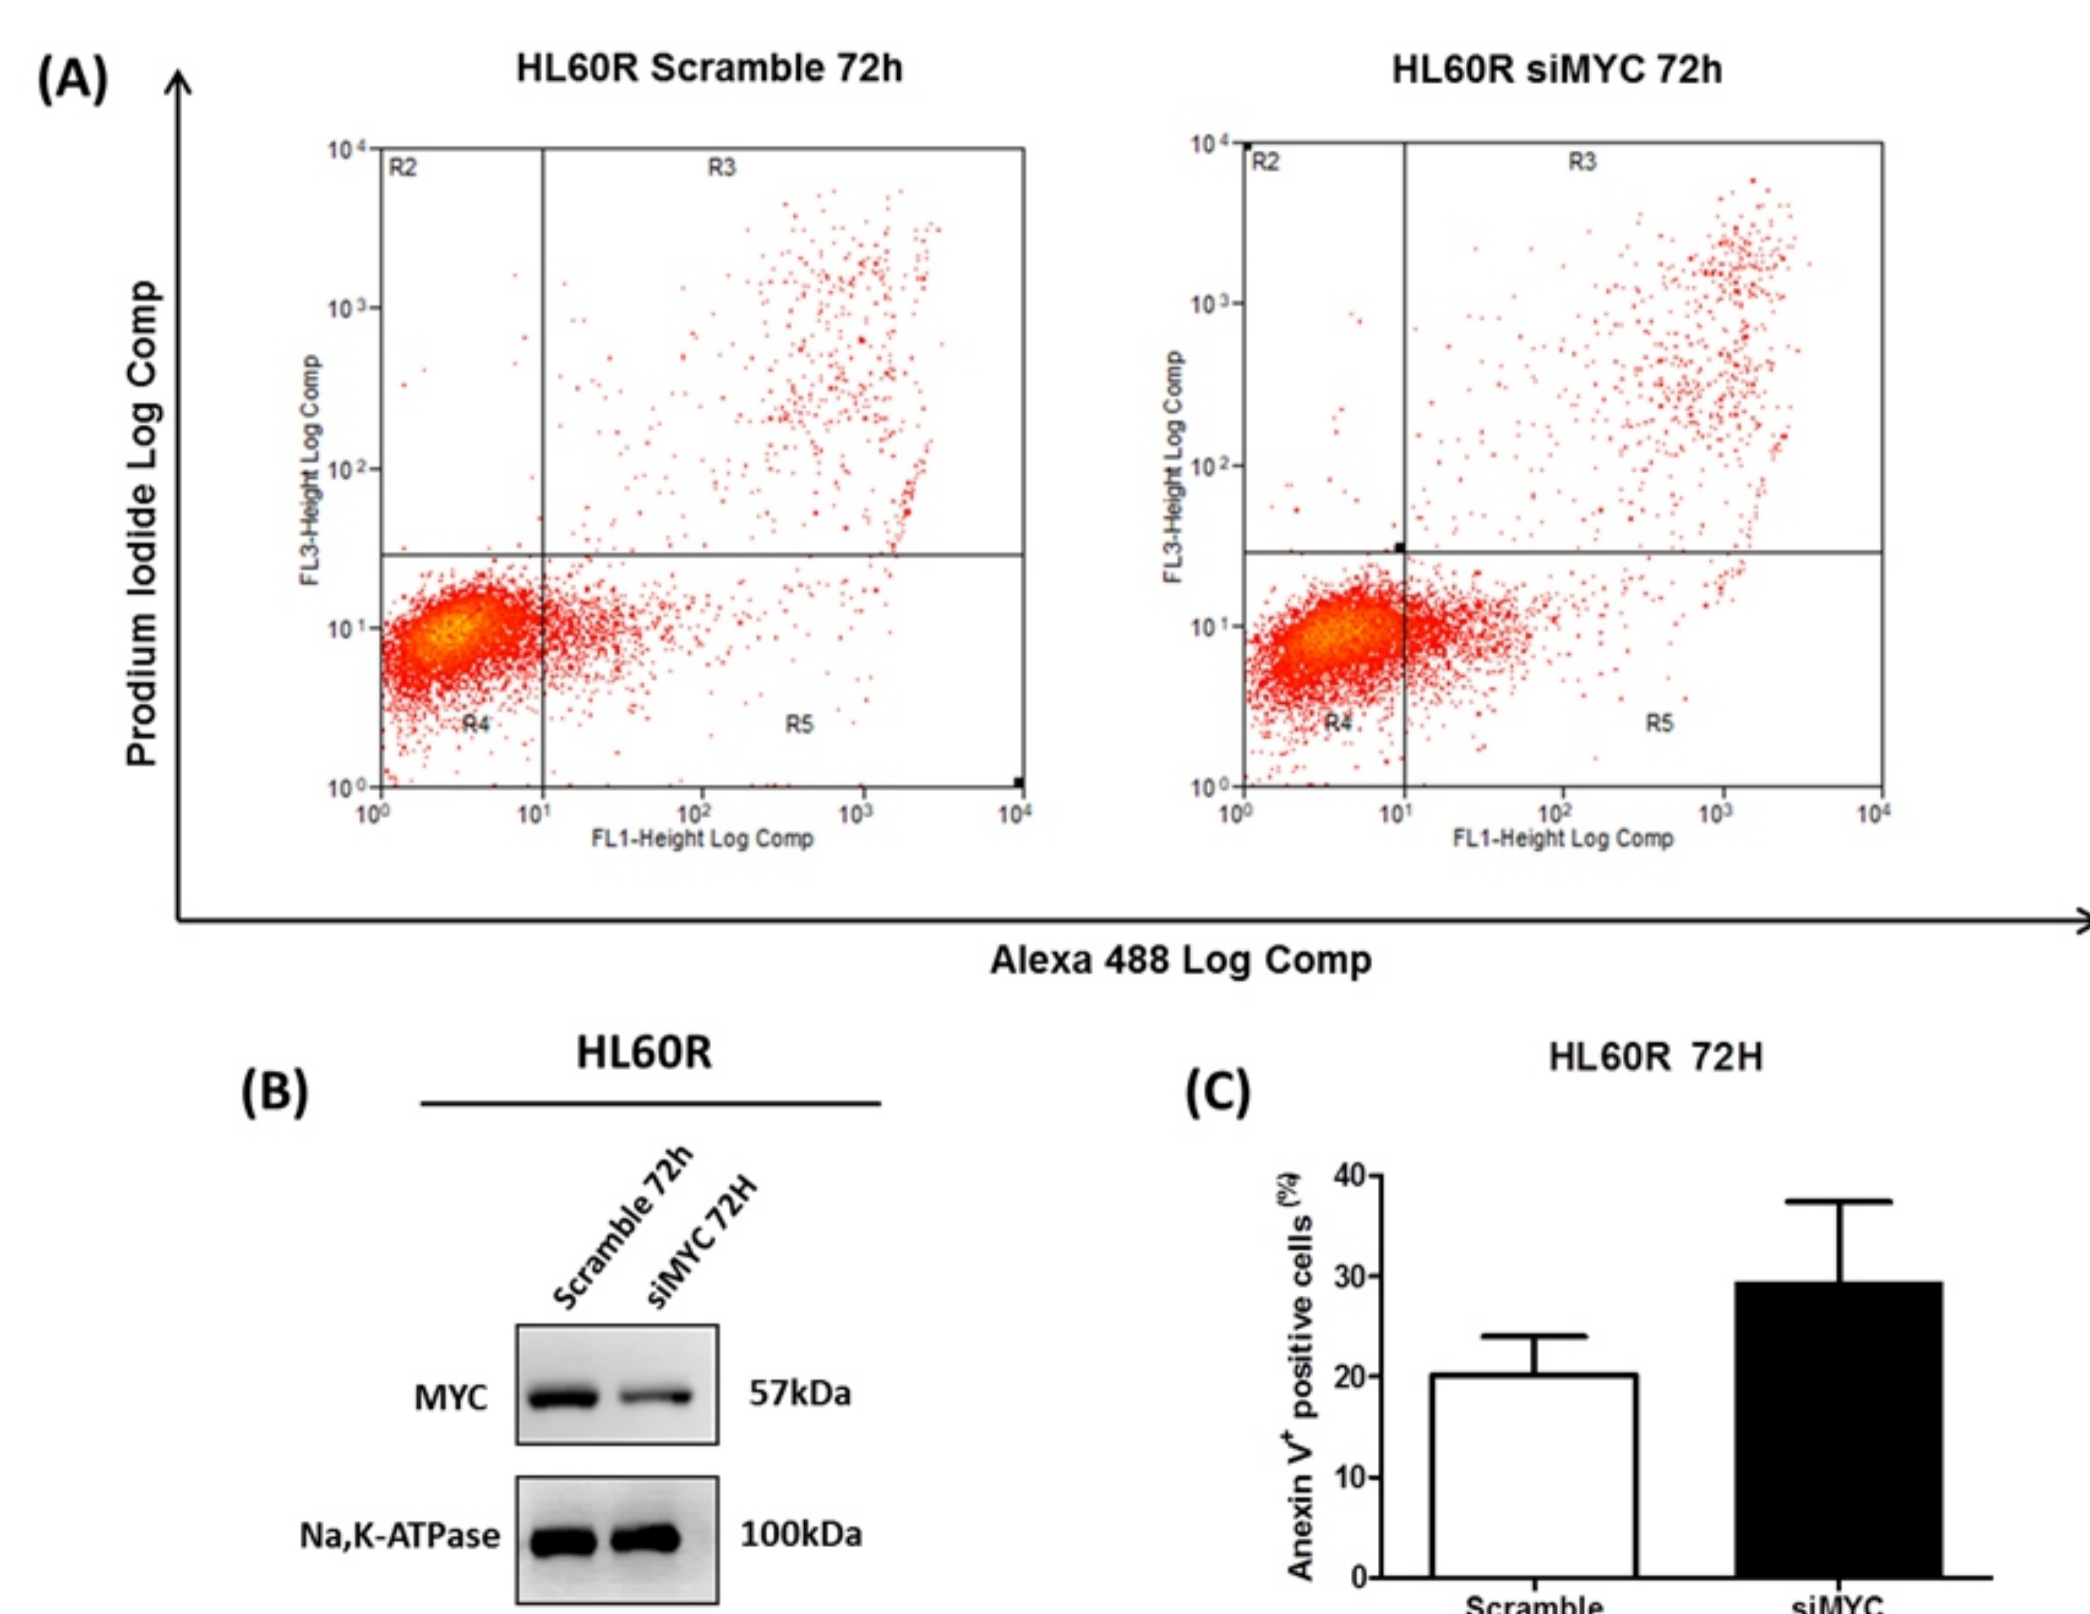 (A)
HL60R Scramble 72h
HL60R siMYC 72h
Prodium Iodide Log Comp
FL3-Height Log Comp
10⁴
10³
10²
10¹
10⁰
R2
R3
R4
R5
10⁰ 10¹ 10² 10³ 10⁴
FL1-Height Log Comp
FL3-Height Log Comp
10⁴
10³
10²
10¹
10⁰
R2
R3
R4
R5
10⁰ 10¹ 10² 10³ 10⁴
FL1-Height Log Comp
Alexa 488 Log Comp
(B)
HL60R
Scramble 72h
siMYC 72H
MYC
57kDa
Na,K-ATPase
100kDa
(C)
HL60R 72H
Anexin V⁺ positive cells (%)
40
30
20
10
0
Scramble
siMYC